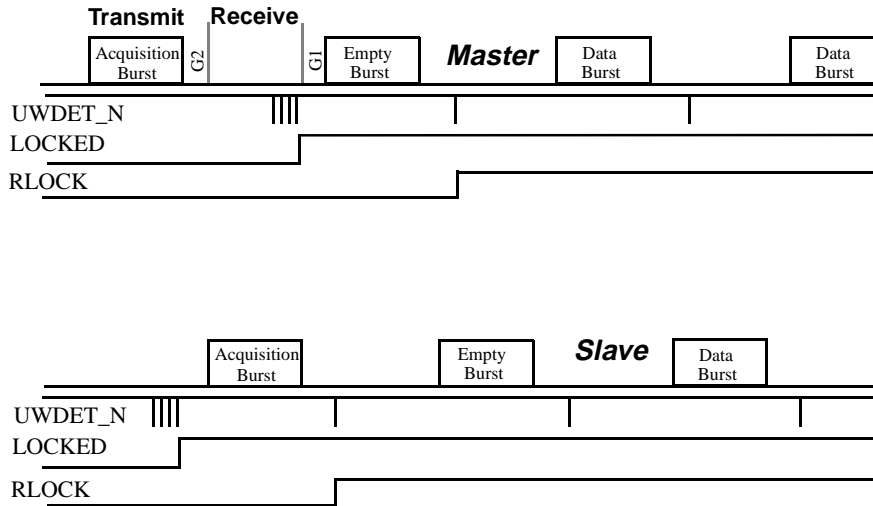 Transmit Receive
Acquisition
Burst
G2
G1
Empty
Burst
Master
Data
Burst
Data
Burst
UWDET_N
LOCKED
RLOCK
Acquisition
Burst
Empty
Burst
Slave
Data
Burst
UWDET_N
LOCKED
RLOCK